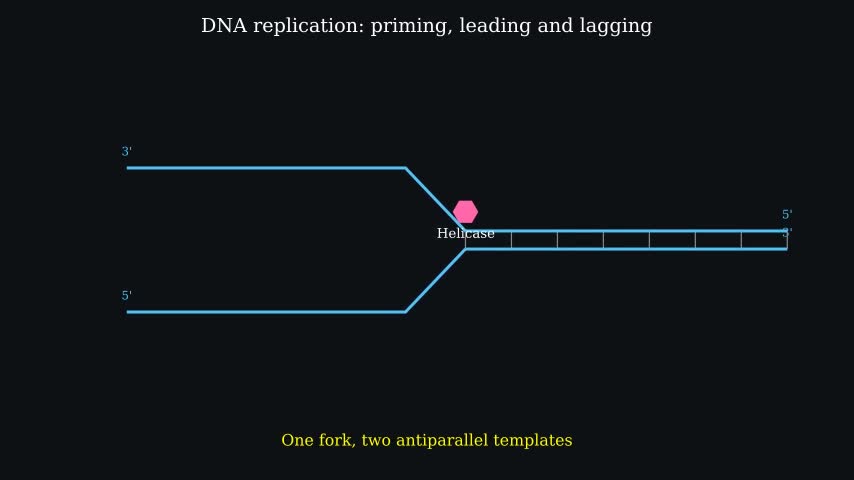 DNA replication: priming, leading and lagging
3'
5'
Helicase
3'
5'
One fork, two antiparallel templates